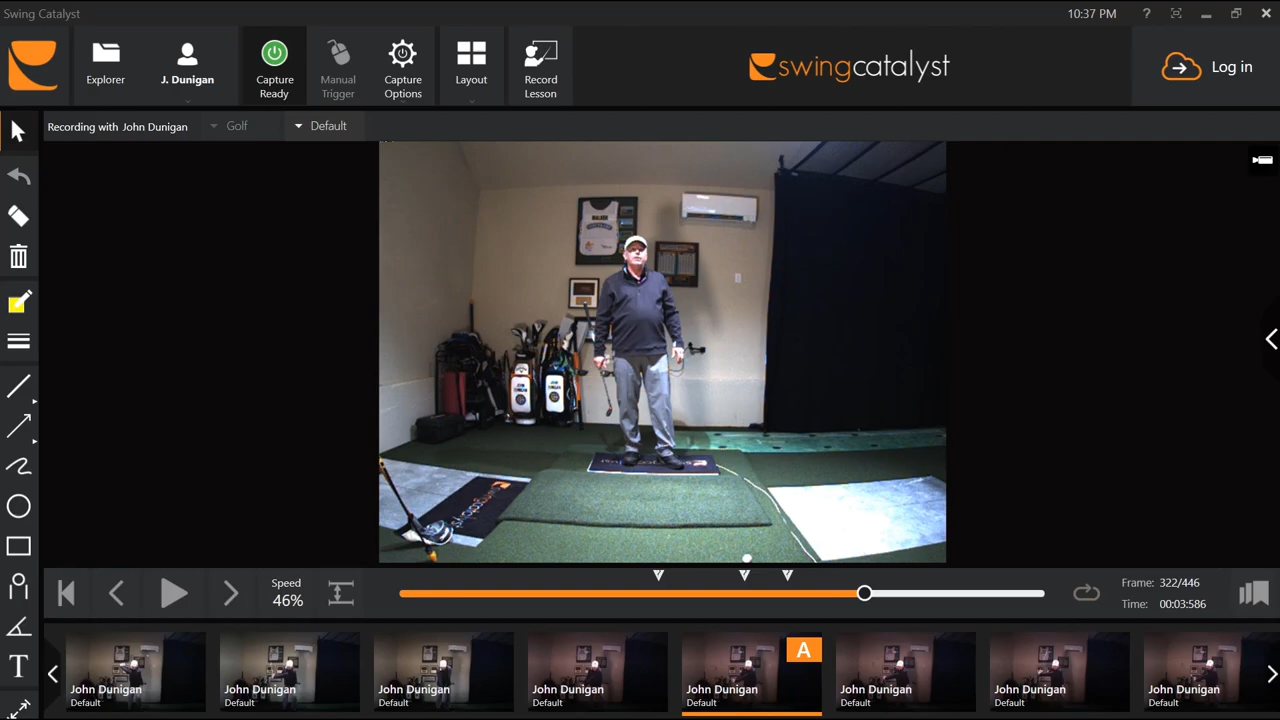 Swing Catalyst
10:37 PM
?
Explorer
J. Dunigan
Capture
Ready
Manual
Trigger
Capture
Options
Layout
Record
Lesson
swingcatalyst
Log in
Recording with John Dunigan
Golf
Default
T
Speed
46%
Frame: 322/446
Time: 00:03:586
A
John Dunigan
Default
John Dunigan
Default
John Dunigan
Default
John Dunigan
Default
John Dunigan
Default
John Dunigan
Default
John Dunigan
Default
John Dunigan
Default